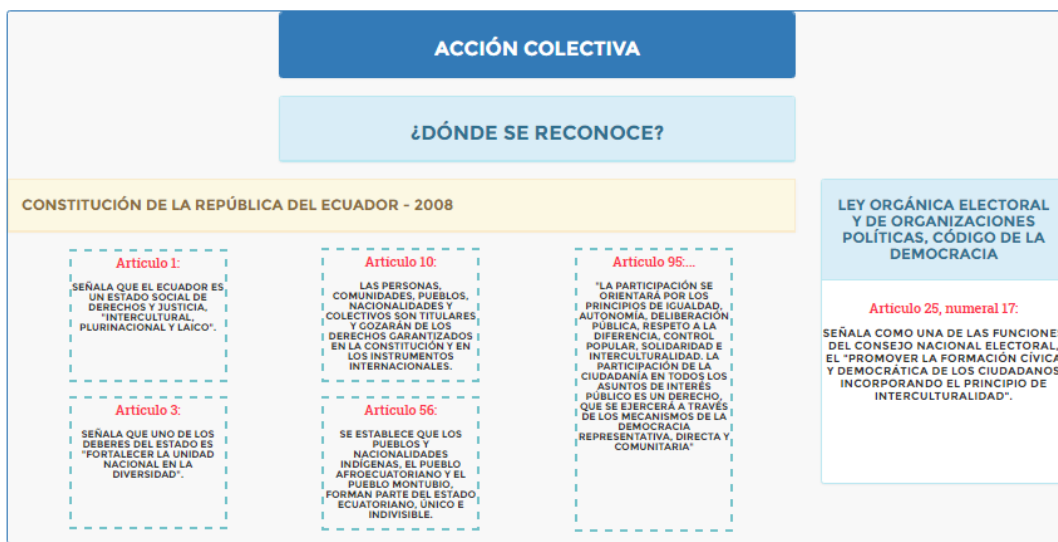 ACCIÓN COLECTIVA
¿DÓNDE SE RECONOCE?
CONSTITUCIÓN DE LA REPÚBLICA DEL ECUADOR - 2008
Artículo 1:
SEÑALA QUE EL ECUADOR ES
UN ESTADO SOCIAL DE
DERECHOS Y JUSTICIA,
"INTERCULTURAL,
PLURINACIONAL Y LAICO".
Artículo 3:
SEÑALA QUE UNO DE LOS
DEBERES DEL ESTADO ES
"FORTALECER LA UNIDAD
NACIONAL EN LA
DIVERSIDAD".
Artículo 10:
LAS PERSONAS,
COMUNIDADES, PUEBLOS,
NACIONALIDADES Y
COLECTIVOS SON TITULARES
Y GOZARÁN DE LOS
DERECHOS GARANTIZADOS
EN LA CONSTITUCIÓN Y EN
LOS INSTRUMENTOS
INTERNACIONALES.
Artículo 56:
SE ESTABLECE QUE LOS
PUEBLOS Y
NACIONALIDADES
INDÍGENAS, EL PUEBLO
AFROECUATORIANO Y EL
PUEBLO MONTUBIO,
FORMAN PARTE DEL ESTADO
ECUATORIANO, ÚNICO E
INDIVISIBLE.
Artículo 95:...
"LA PARTICIPACIÓN SE
ORIENTARÁ POR LOS
PRINCIPIOS DE IGUALDAD,
AUTONOMÍA, DELIBERACIÓN
PÚBLICA, RESPETO A LA
DIFERENCIA, CONTROL
POPULAR, SOLIDARIDAD E
INTERCULTURALIDAD. LA
PARTICIPACIÓN DE LA
CIUDADANÍA EN TODOS LOS
ASUNTOS DE INTERÉS
PÚBLICO ES UN DERECHO,
QUE SE EJERCERÁ A TRAVÉS
DE LOS MECANISMOS DE LA
DEMOCRACIA
REPRESENTATIVA, DIRECTA Y
COMUNITARIA"
LEY ORGÁNICA ELECTORAL
Y DE ORGANIZACIONES
POLÍTICAS, CÓDIGO DE LA
DEMOCRACIA
Artículo 25, numeral 17:
SEÑALA COMO UNA DE LAS FUNCIONES
DEL CONSEJO NACIONAL ELECTORAL,
EL "PROMOVER LA FORMACIÓN CÍVICA
Y DEMOCRÁTICA DE LOS CIUDADANOS
INCORPORANDO EL PRINCIPIO DE
INTERCULTURALIDAD".